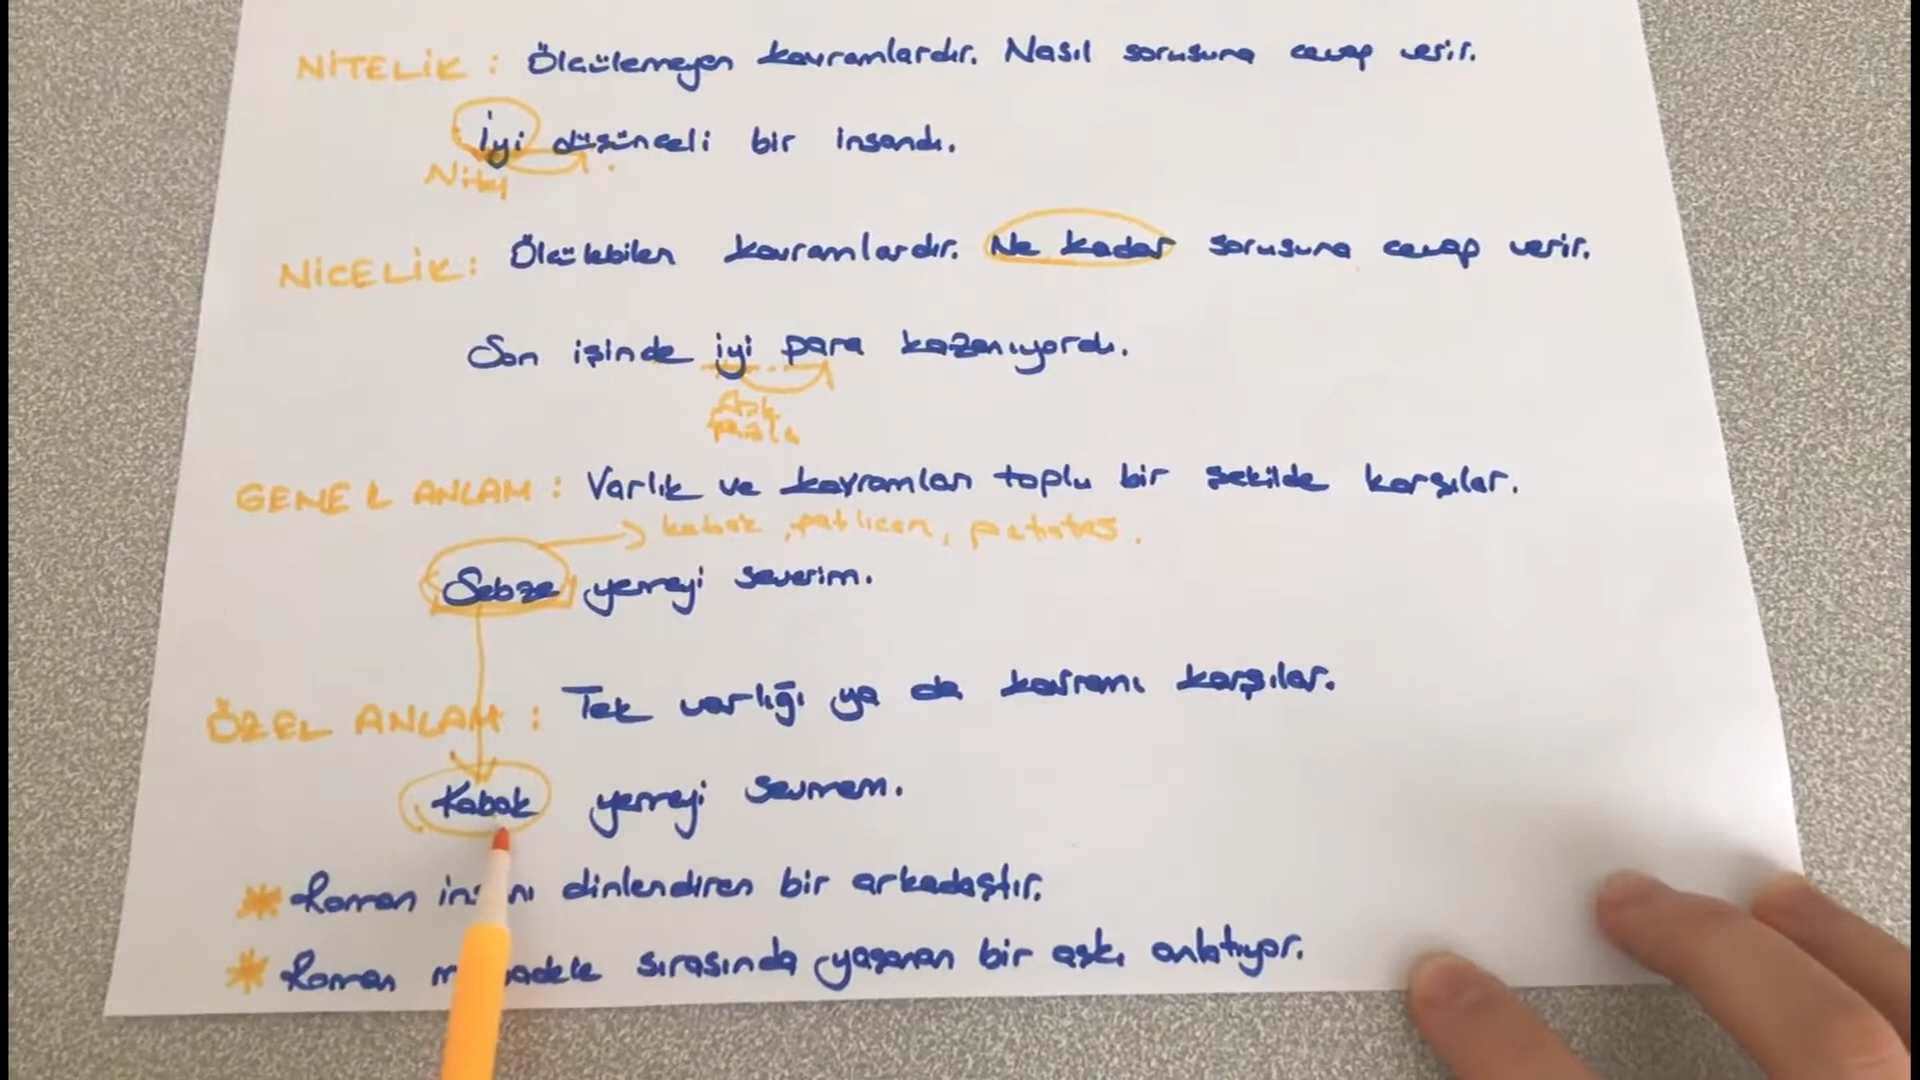 NİTELİK : Ölçülemeyen kavramlardır. Nasıl sorusuna cevap verir.
İyi düşünceli bir insandı.
Nitel
NİCELİK : Ölçülebilen kavramlardır. Ne kadar sorusuna cevap verir.
Son işinde iyi para kazanıyordu.
Çok
fazla
GENEL ANLAM : Varlık ve kavramları toplu bir şekilde karşılar.
kabak, patlıcan, patates.
Sebze yemeyi severim.
ÖZEL ANLAM : Tek varlığı ya da kavramı karşılar.
Kabak yemeyi sevmem.
Roman dinlendiren bir arkadaştır.
Roman sırasında yaşanan bir aşkı anlatıyor.